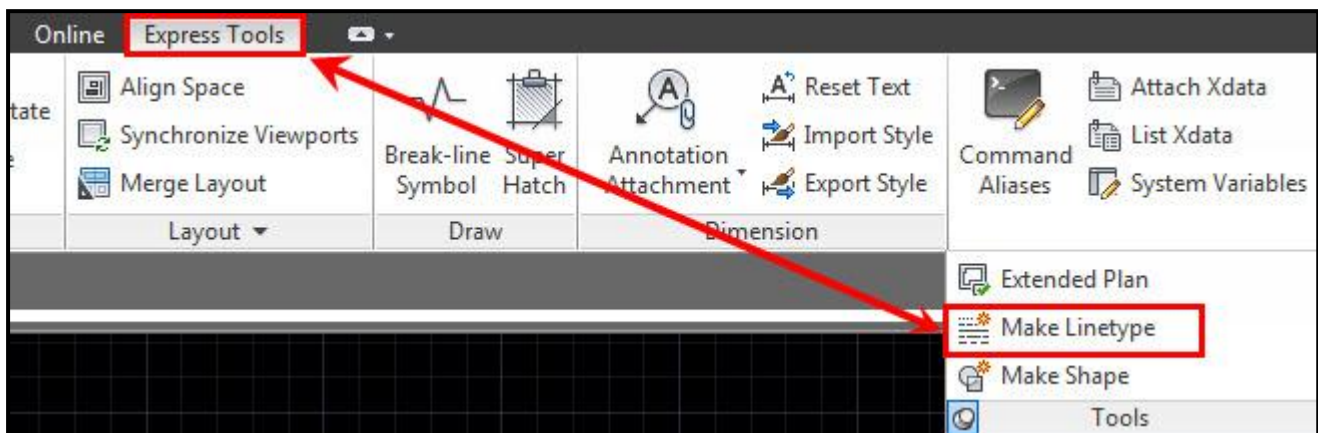 Online Express Tools
tate
Align Space
Synchronize Viewports
Merge Layout
Layout
Break-line Symbol
Super Hatch
Draw
Annotation Attachment
Reset Text
Import Style
Export Style
Dimension
Command Aliases
Attach Xdata
List Xdata
System Variables
Extended Plan
Make Linetype
Make Shape
Tools